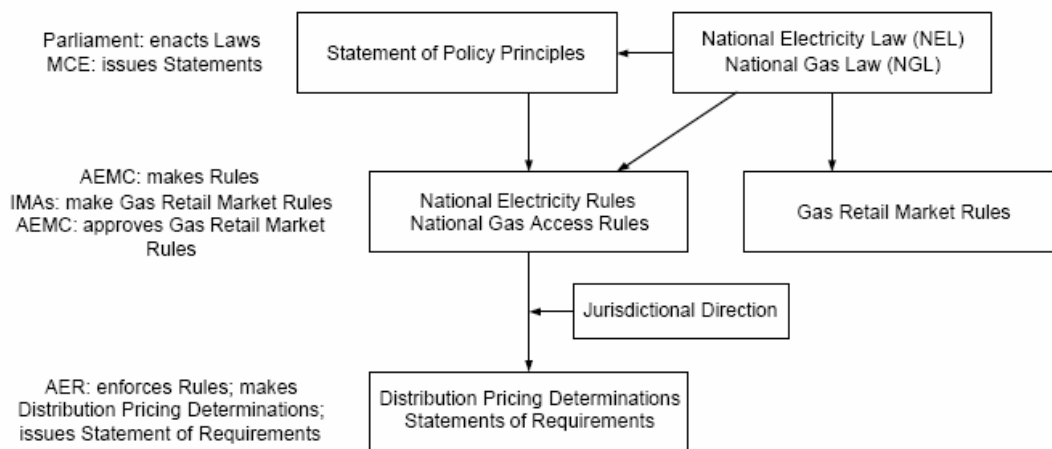 Parliament: enacts Laws
MCE: issues Statements
Statement of Policy Principles
National Electricity Law (NEL)
National Gas Law (NGL)
AEMC: makes Rules
IMAs: make Gas Retail Market Rules
AEMC: approves Gas Retail Market
Rules
National Electricity Rules
National Gas Access Rules
Gas Retail Market Rules
Jurisdictional Direction
AER: enforces Rules; makes
Distribution Pricing Determinations;
issues Statement of Requirements
Distribution Pricing Determinations
Statements of Requirements